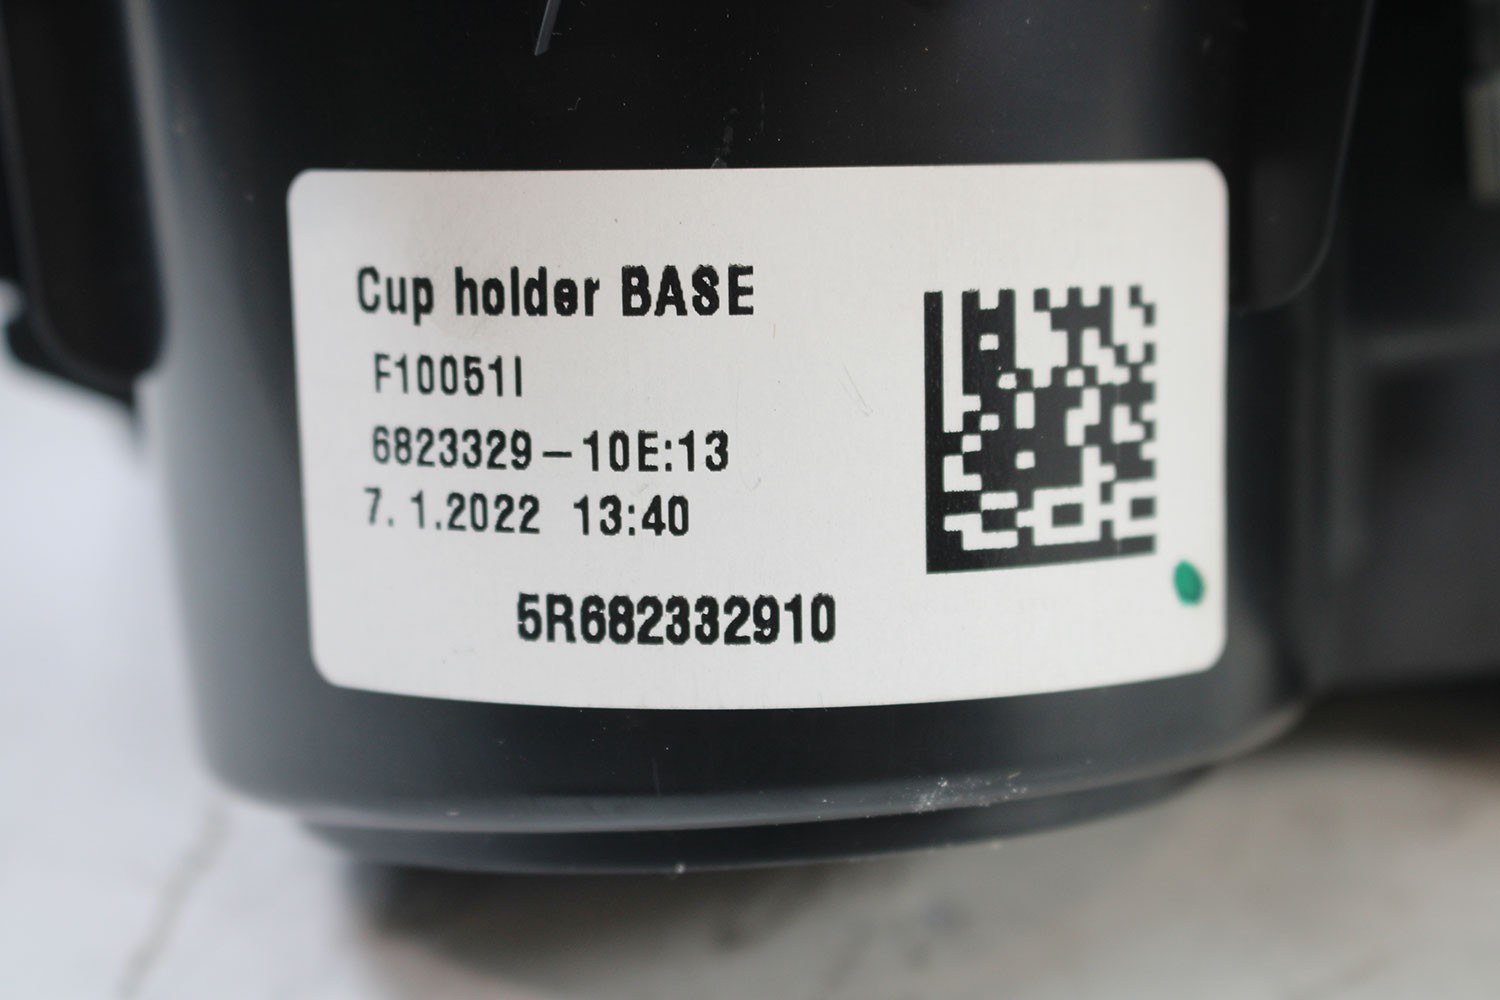 Cup holder BASE
F10051I
6823329-10E:13
7. 1.2022 13:40
5R682332910